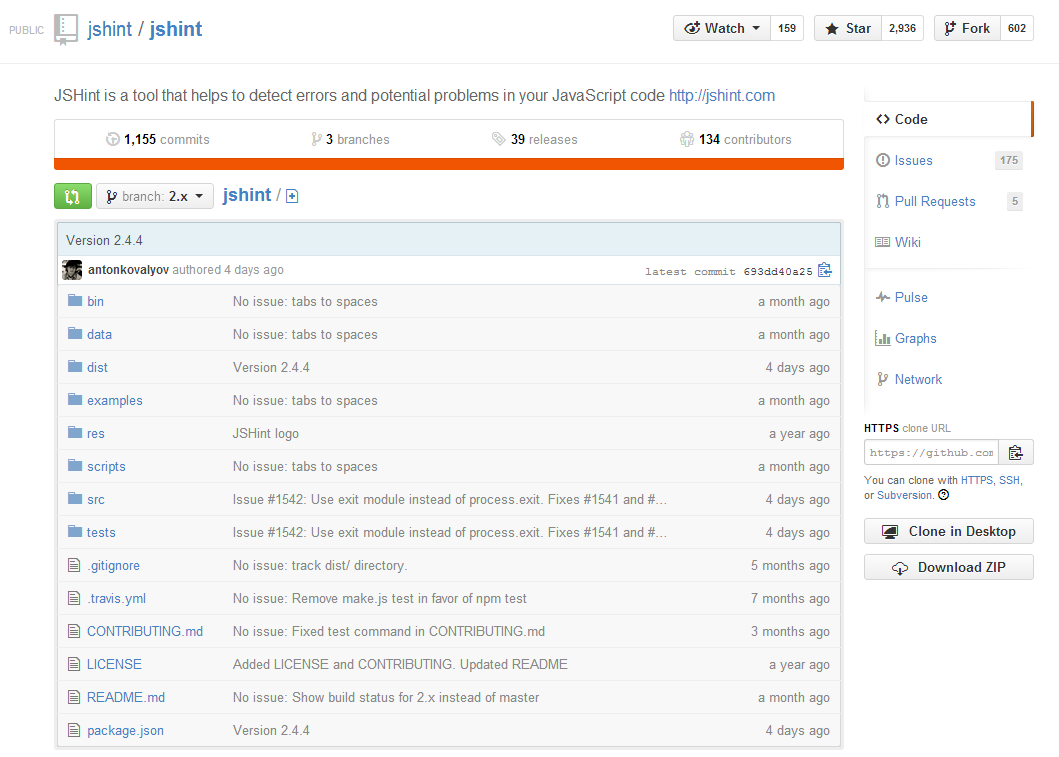 PUBLIC jshint / jshint Watch 159 Star 2,936 Fork 602
JSHint is a tool that helps to detect errors and potential problems in your JavaScript code http://jshint.com
1,155 commits 3 branches 39 releases 134 contributors
branch: 2.x jshint /
Version 2.4.4
antonkovalyov authored 4 days ago latest commit 693dd40a25
bin No issue: tabs to spaces a month ago
data No issue: tabs to spaces a month ago
dist Version 2.4.4 4 days ago
examples No issue: tabs to spaces a month ago
res JSHint logo a year ago
scripts No issue: tabs to spaces a month ago
src Issue #1542: Use exit module instead of process.exit. Fixes #1541 and #… 4 days ago
tests Issue #1542: Use exit module instead of process.exit. Fixes #1541 and #… 4 days ago
.gitignore No issue: track dist/ directory. 5 months ago
.travis.yml No issue: Remove make.js test in favor of npm test 7 months ago
CONTRIBUTING.md No issue: Fixed test command in CONTRIBUTING.md 3 months ago
LICENSE Added LICENSE and CONTRIBUTING. Updated README a year ago
README.md No issue: Show build status for 2.x instead of master a month ago
package.json Version 2.4.4 4 days ago
Code
Issues 175
Pull Requests 5
Wiki
Pulse
Graphs
Network
HTTPS clone URL
https://github.com
You can clone with HTTPS, SSH,
or Subversion.
Clone in Desktop
Download ZIP